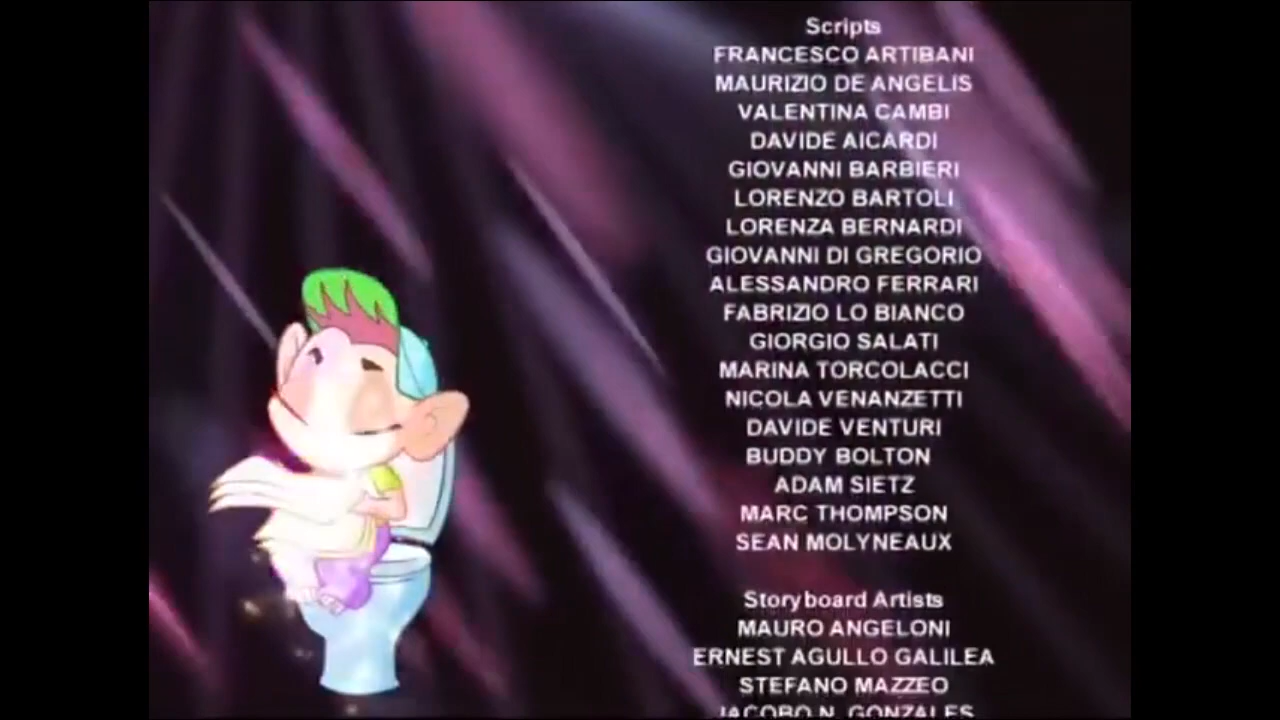 Scripts
FRANCESCO ARTIBANI
MAURIZIO DE ANGELIS
VALENTINA CAMBI
DAVIDE AICARDI
GIOVANNI BARBIERI
LORENZO BARTOLI
LORENZA BERNARDI
GIOVANNI DI GREGORIO
ALESSANDRO FERRARI
FABRIZIO LO BIANCO
GIORGIO SALATI
MARINA TORCOLACCI
NICOLA VENANZETTI
DAVIDE VENTURI
BUDDY BOLTON
ADAM SIETZ
MARC THOMPSON
SEAN MOLYNEAUX
Storyboard Artists
MAURO ANGELONI
ERNEST AGULLO GALILEA
STEFANO MAZZEO
JACOBO N. GONZALES